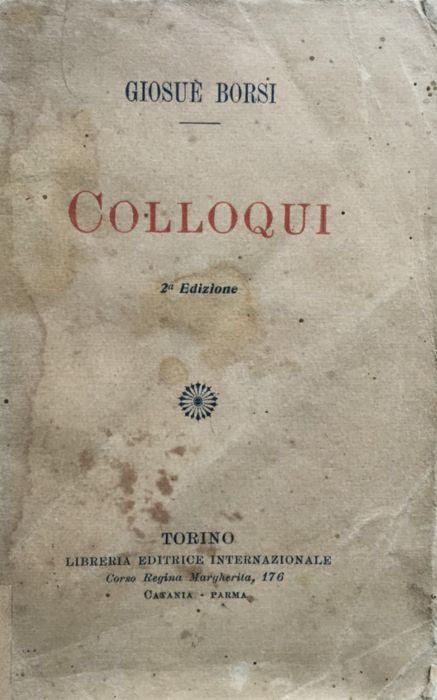 GIOSUÈ BORSI
COLLOQUI
2a Edizione
TORINO
LIBRERIA EDITRICE INTERNAZIONALE
Corso Regina Margherita, 176
CATANIA - PARMA